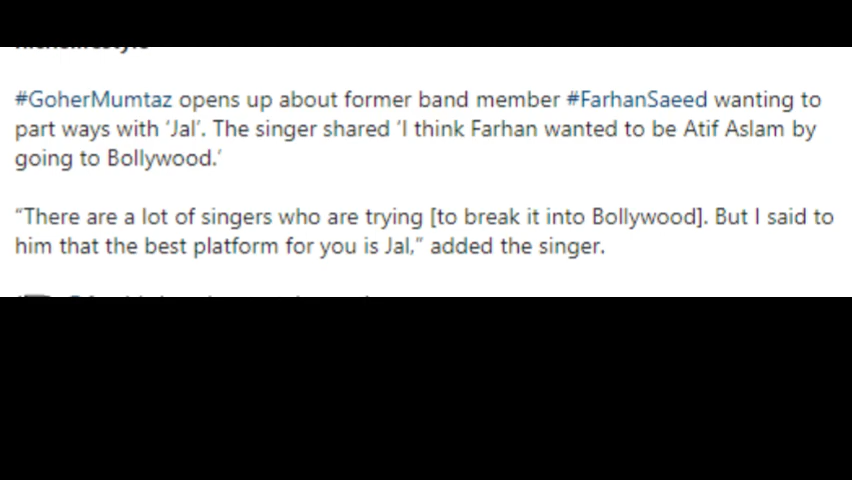 #GoherMumtaz opens up about former band member #FarhanSaeed wanting to
part ways with ‘Jal’. The singer shared ‘I think Farhan wanted to be Atif Aslam by
going to Bollywood.’
“There are a lot of singers who are trying [to break it into Bollywood]. But I said to
him that the best platform for you is Jal,” added the singer.